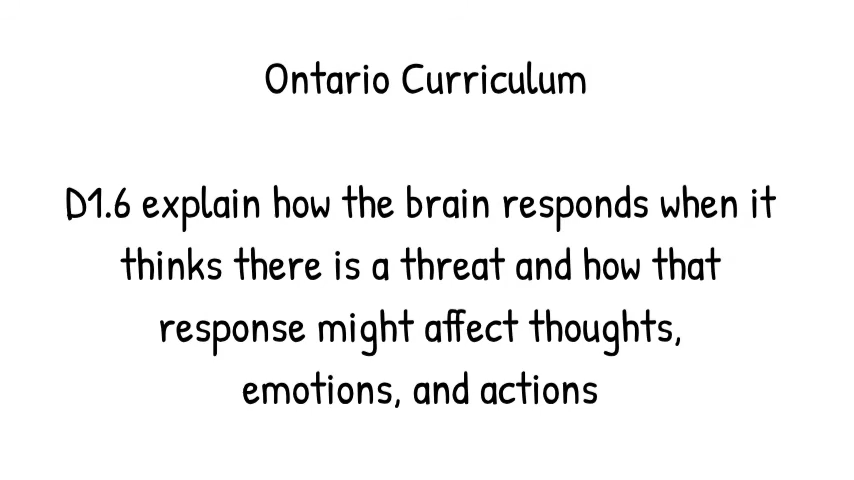 Ontario Curriculum
D1.6 explain how the brain responds when it
thinks there is a threat and how that
response might affect thoughts,
emotions, and actions